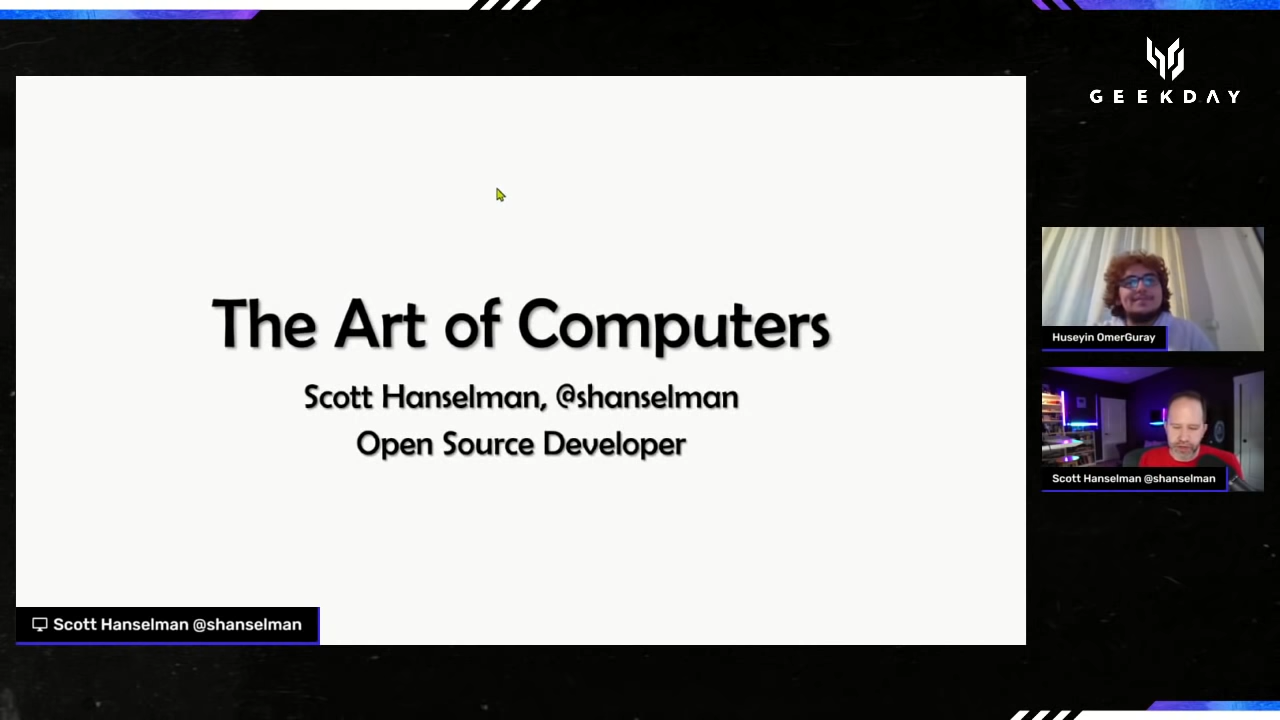 GEEKDAY
The Art of Computers
Scott Hanselman, @shanselman
Open Source Developer
Huseyin OmerGuray
Scott Hanselman @shanselman
Scott Hanselman @shanselman